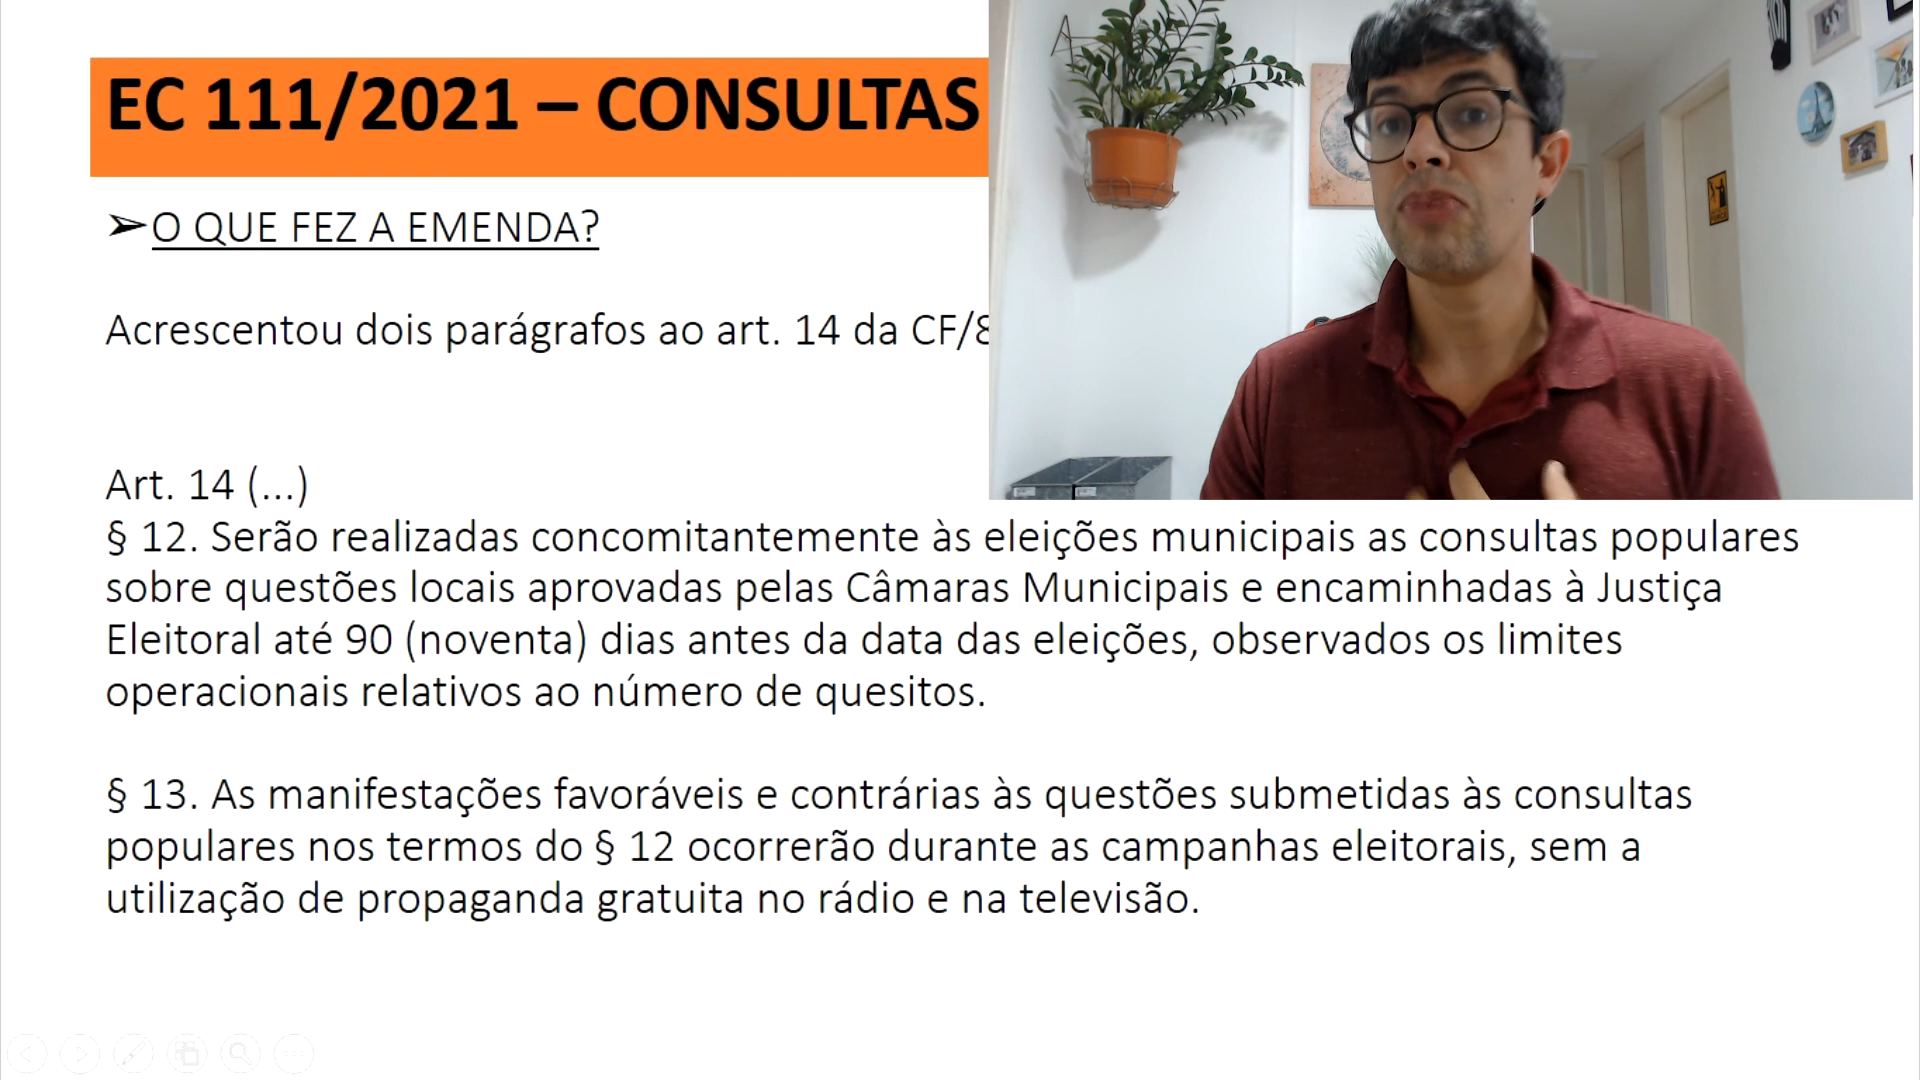 EC 111/2021 – CONSULTAS
➢O QUE FEZ A EMENDA?
Acrescentou dois parágrafos ao art. 14 da CF/8
Art. 14 (...)
§ 12. Serão realizadas concomitantemente às eleições municipais as consultas populares
sobre questões locais aprovadas pelas Câmaras Municipais e encaminhadas à Justiça
Eleitoral até 90 (noventa) dias antes da data das eleições, observados os limites
operacionais relativos ao número de quesitos.
§ 13. As manifestações favoráveis e contrárias às questões submetidas às consultas
populares nos termos do § 12 ocorrerão durante as campanhas eleitorais, sem a
utilização de propaganda gratuita no rádio e na televisão.